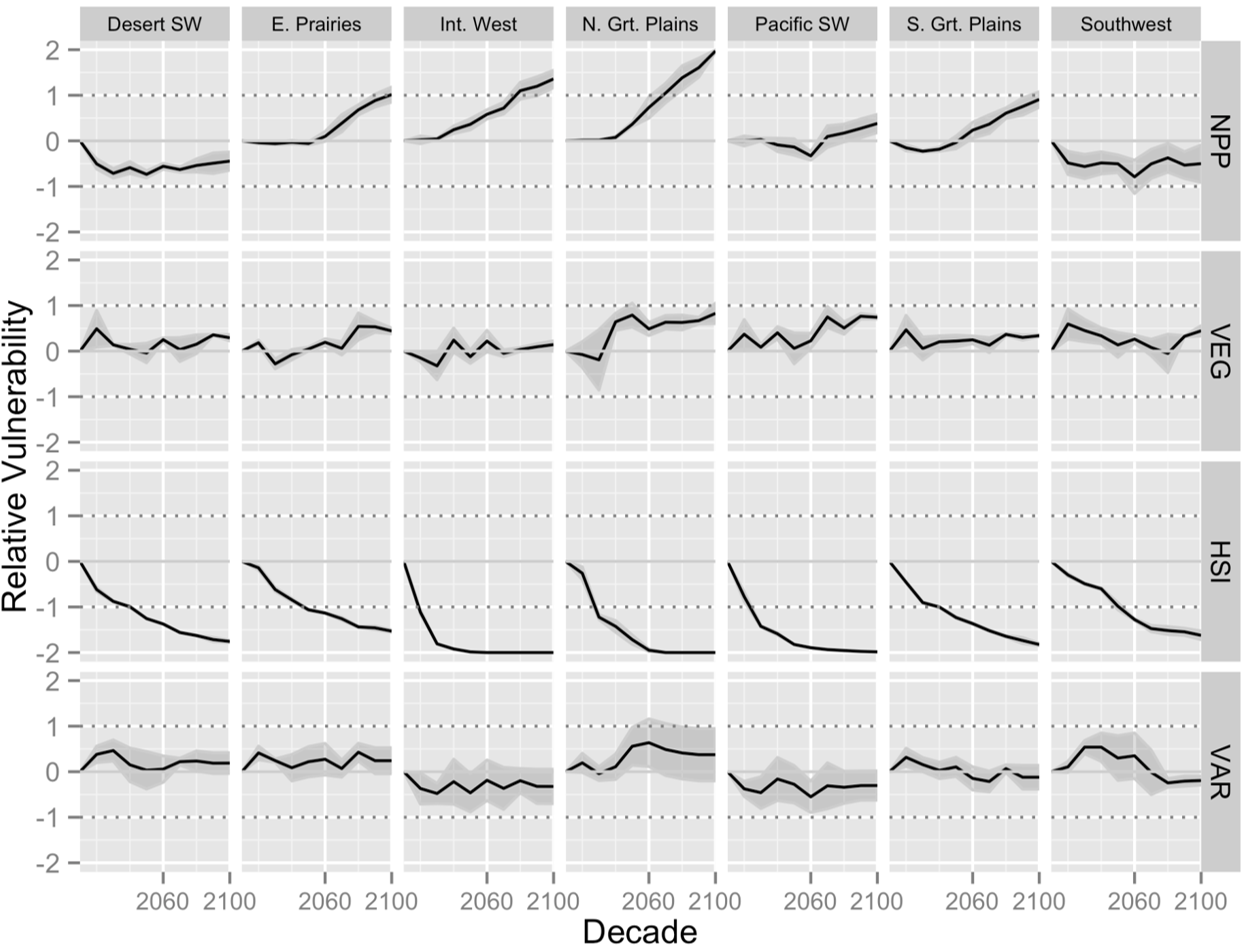 Desert SW E. Prairies Int. West N. Grt. Plains Pacific SW S. Grt. Plains Southwest
2
1
0
-1
-2
NPP
2
1
0
-1
-2
VEG
2
1
0
-1
-2
HSI
2
1
0
-1
-2
VAR
Relative Vulnerability
2060 2100 2060 2100 2060 2100 2060 2100 2060 2100 2060 2100 2060 2100
Decade